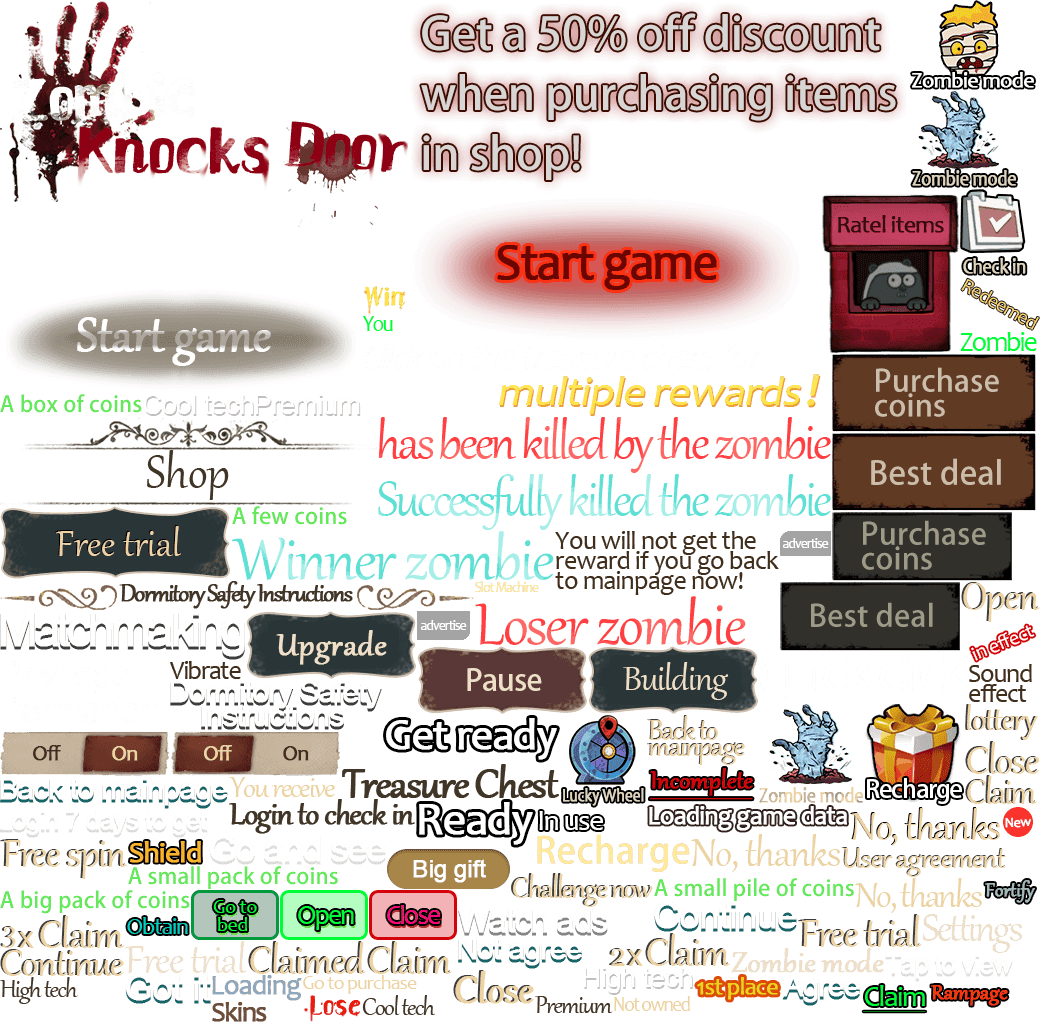 Zombie
Knocks Door
Get a 50% off discount
when purchasing items
in shop!
Zombie mode
Zombie mode
Ratel items
Check in
Redeemed
Zombie
Start game
Start game
Win
You
multiple rewards!
Purchase
coins
A box of coins
Cool tech
Premium
has been killed by the zombie
Shop
Best deal
Successfully killed the zombie
Free trial
A few coins
Winner zombie
You will not get the
reward if you go back
to mainpage now!
advertise
Purchase
coins
Slot Machine
Dormitory Safety Instructions
Best deal
Open
Matchmaking
Upgrade
advertise
Loser zombie
in effect
Vibrate
Pause
Building
Sound
effect
Dormitory Safety
Instructions
lottery
Off
On
Off
On
Get ready
Back to
mainpage
Close
Back to mainpage
You receive
Treasure Chest
Lucky Wheel
Incomplete
Zombie mode
Recharge
Claim
Login 7 days to get
Login to check in
Ready
In use
Loading game data
No, thanks
New
Free spin
Shield
Go and see
Big gift
Recharge
No, thanks
User agreement
A small pack of coins
Challenge now
A small pile of coins
No, thanks
Fortify
A big pack of coins
Obtain
Go to
bed
Open
Close
Watch ads
Continue
Free trial
Settings
3x Claim
Continue
Free trial
Claimed
Claim
Not agree
2x Claim
Zombie mode
Tap to view
High tech
Got it
Loading
Go to purchase
Close
High tech
1st place
Agree
Claim
Rampage
Skins
.Lose
Cool tech
Premium
Not owned